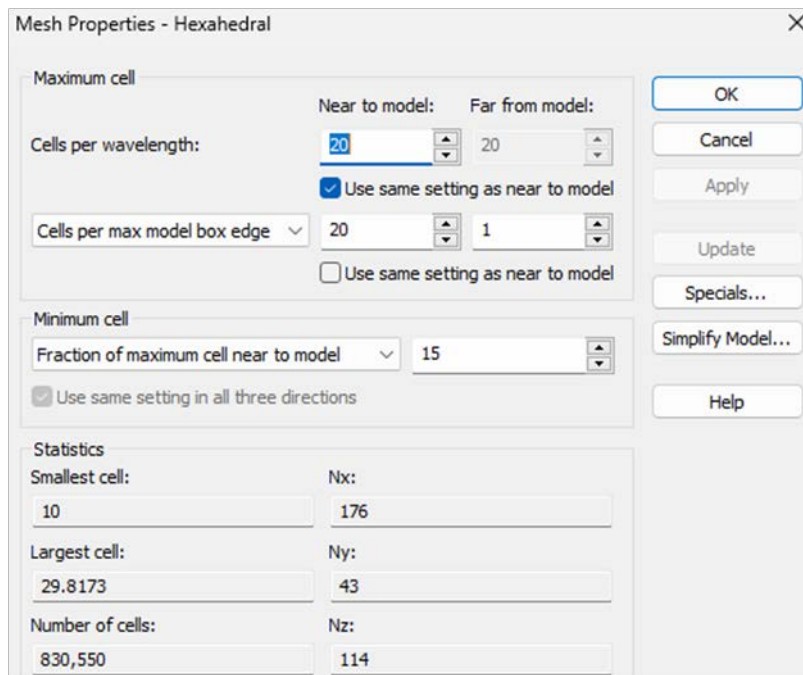 Mesh Properties - Hexahedral
Maximum cell
Near to model: Far from model:
Cells per wavelength: 20 20
Use same setting as near to model
Cells per max model box edge 20 1
Use same setting as near to model
Minimum cell
Fraction of maximum cell near to model 15
Use same setting in all three directions
Statistics
Smallest cell: Nx:
10 176
Largest cell: Ny:
29.8173 43
Number of cells: Nz:
830,550 114
OK
Cancel
Apply
Update
Specials...
Simplify Model...
Help